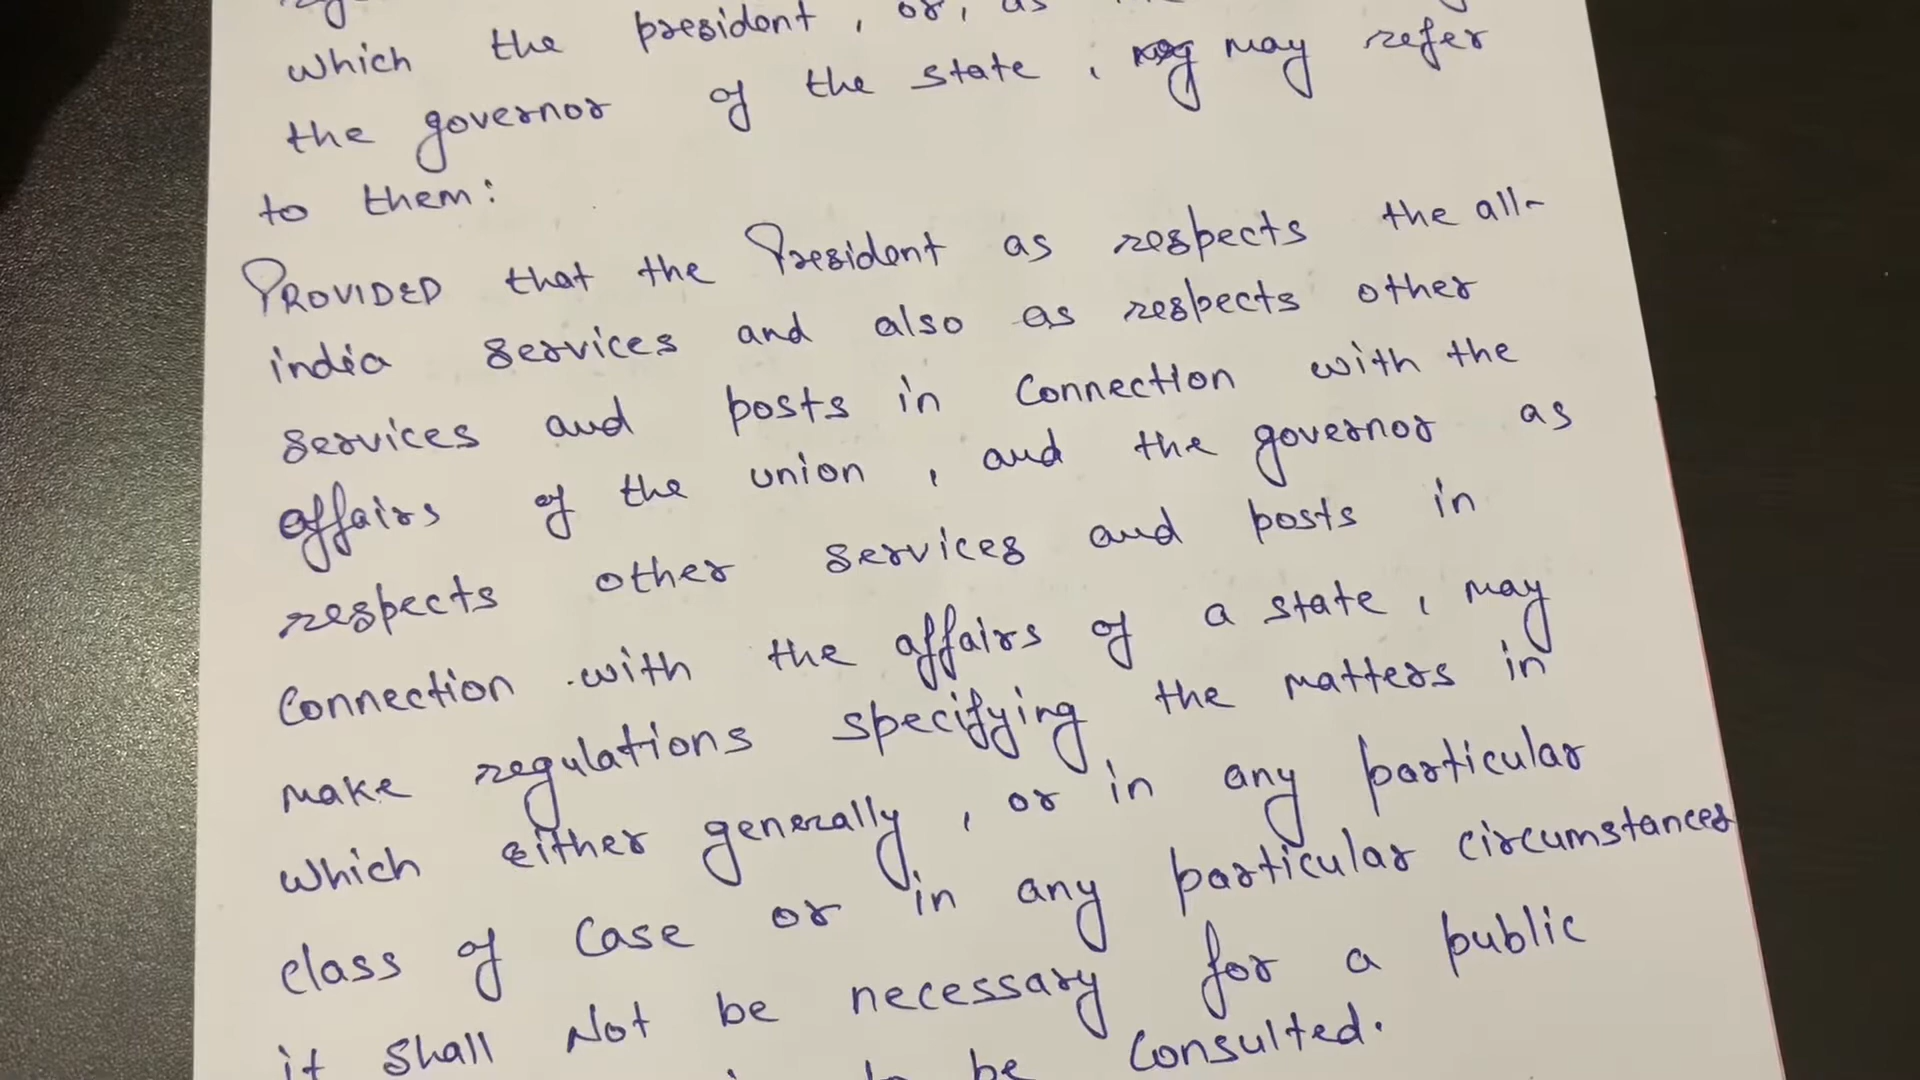 which the president, or, as
the governor of the state, may refer
to them:
PROVIDED that the President as respects the all-
india services and also as respects other
services and posts in Connection with the
affairs of the union, and the governor as
respects other services and posts in
Connection with the affairs of a state, may
make regulations specifying the matters in
which either generally, or in any particular
class of case or in any particular circumstances
it shall Not be necessary for a public
to be Consulted.